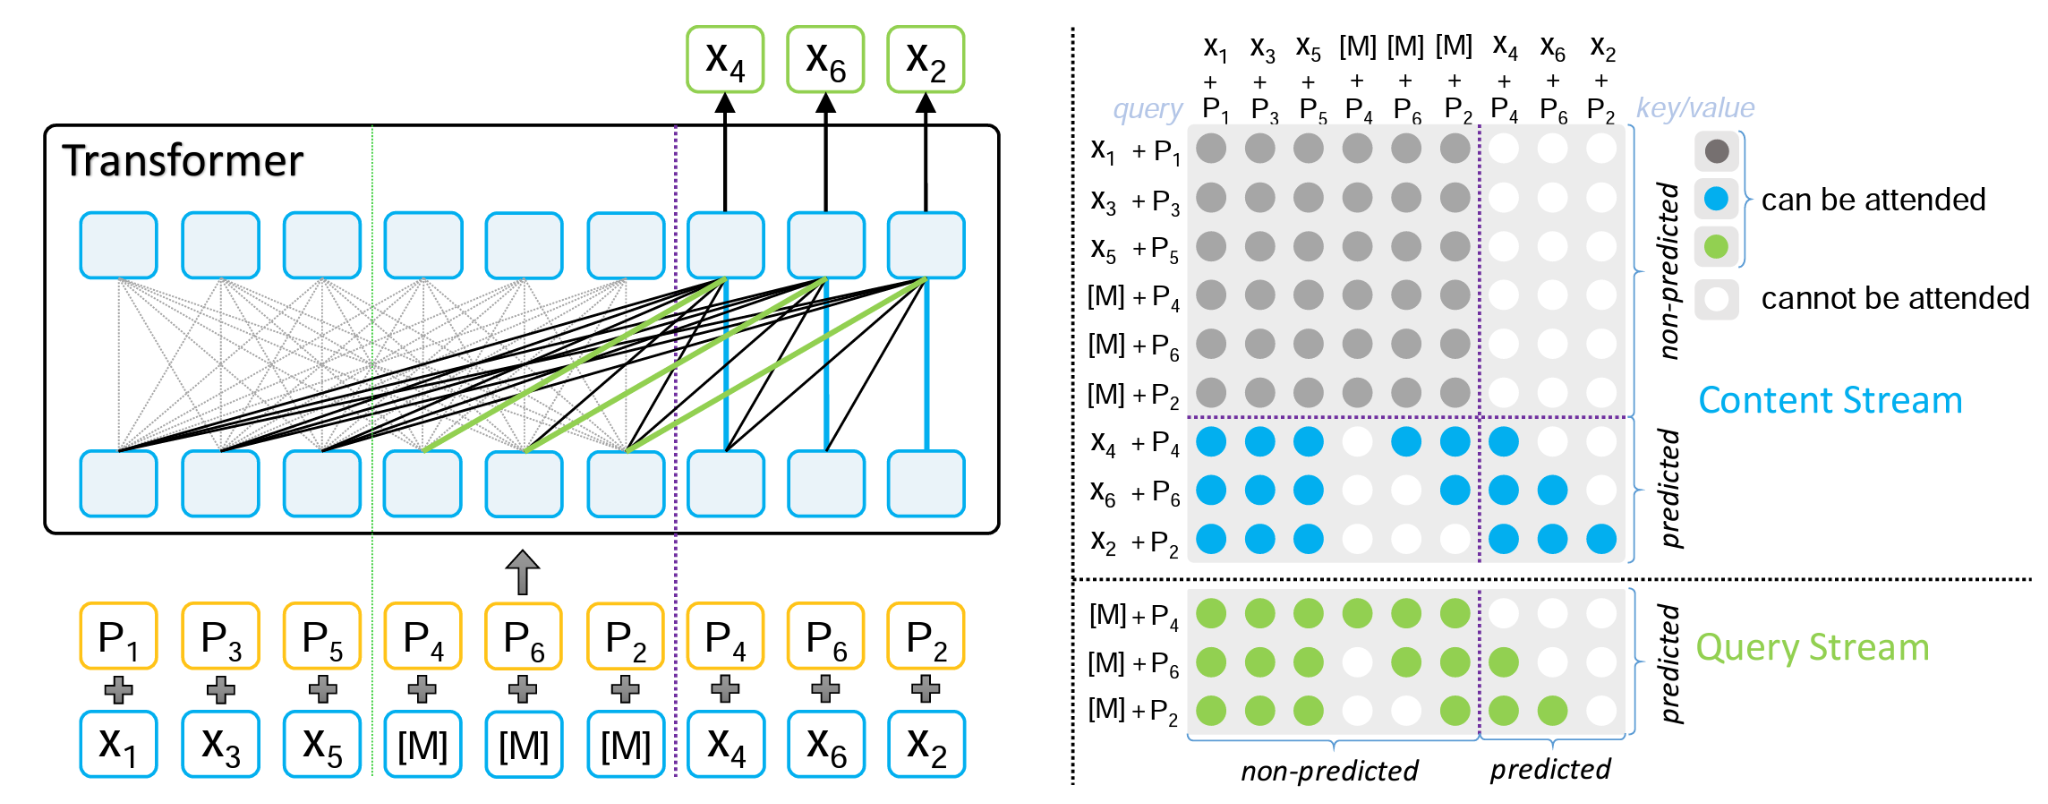 X4 X6 X2
Transformer
P1 P3 P5 P4 P6 P2 P4 P6 P2
X1 X3 X5 [M] [M] [M] X4 X6 X2
X1 X3 X5 [M] [M] [M] X4 X6 X2
+ + + + + + + + +
query P1 P3 P5 P4 P6 P2 P4 P6 P2 key/value
X1 + P1
X3 + P3
X5 + P5
[M] + P4
[M] + P6
[M] + P2
X4 + P4
X6 + P6
X2 + P2
non-predicted
predicted
can be attended
cannot be attended
Content Stream
[M] + P4
[M] + P6
[M] + P2
predicted
Query Stream
non-predicted predicted